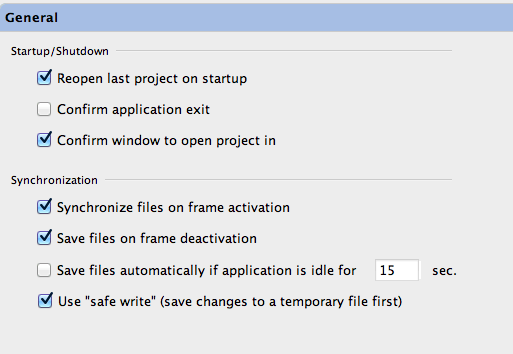 General
Startup/Shutdown
Reopen last project on startup
Confirm application exit
Confirm window to open project in
Synchronization
Synchronize files on frame activation
Save files on frame deactivation
Save files automatically if application is idle for 15 sec.
Use "safe write" (save changes to a temporary file first)